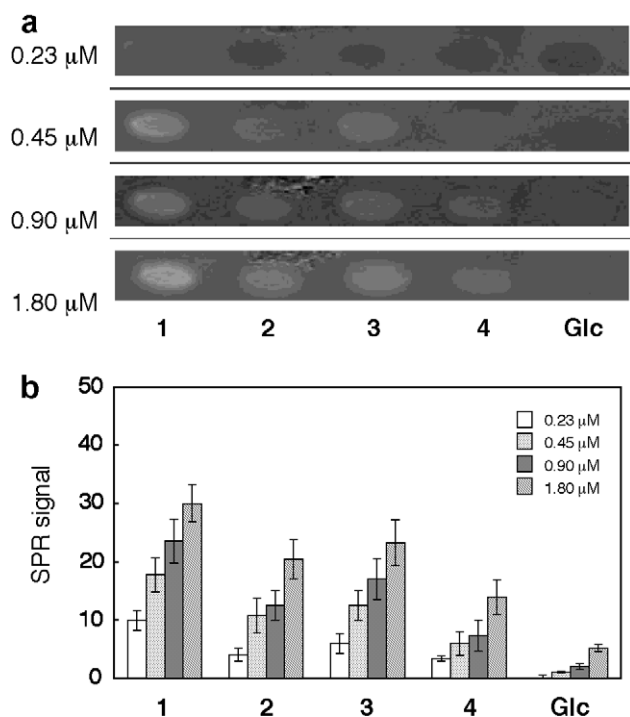 a
0.23 µM
0.45 µM
0.90 µM
1.80 µM
1 2 3 4 Glc
b
50
40
30
20
10
0
SPR signal
0.23 µM
0.45 µM
0.90 µM
1.80 µM
1 2 3 4 Glc